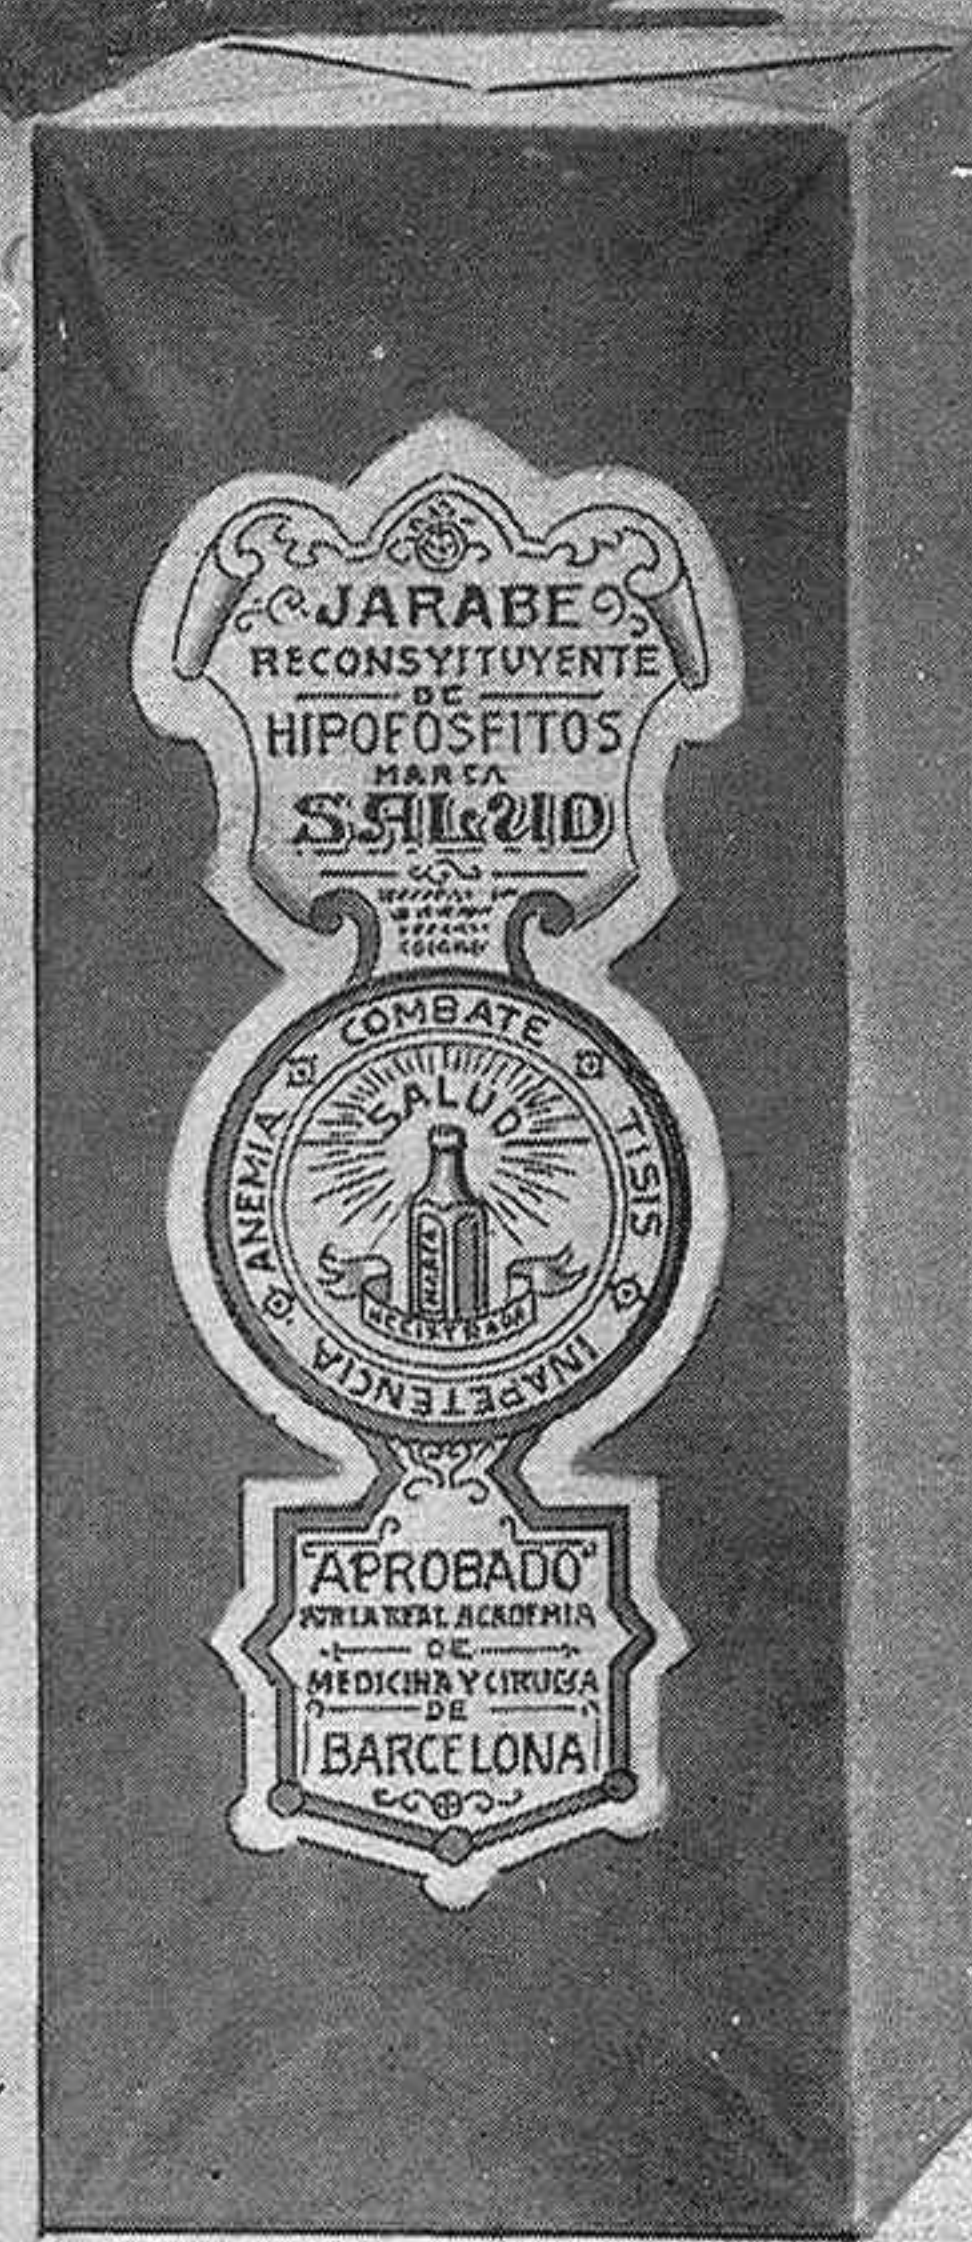 JARABE
RECONSYITUYENTE
DE
HIPOFOSFITOS
MARCA
SALUD
COMBATE
TISIS
INAPETENCIA
ANEMIA
SALUD
MARCA
APROBADO
POR LA REAL ACADEMIA
DE
MEDICINA Y CIRUGIA
DE
BARCELONA